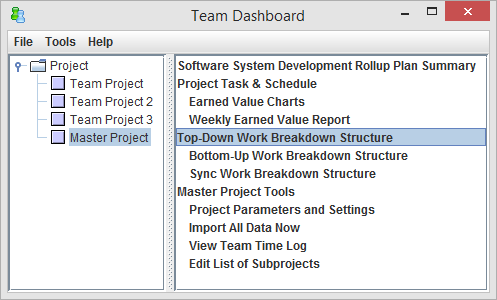 Team Dashboard
File Tools Help
Project
Team Project
Team Project 2
Team Project 3
Master Project
Software System Development Rollup Plan Summary
Project Task & Schedule
Earned Value Charts
Weekly Earned Value Report
Top-Down Work Breakdown Structure
Bottom-Up Work Breakdown Structure
Sync Work Breakdown Structure
Master Project Tools
Project Parameters and Settings
Import All Data Now
View Team Time Log
Edit List of Subprojects